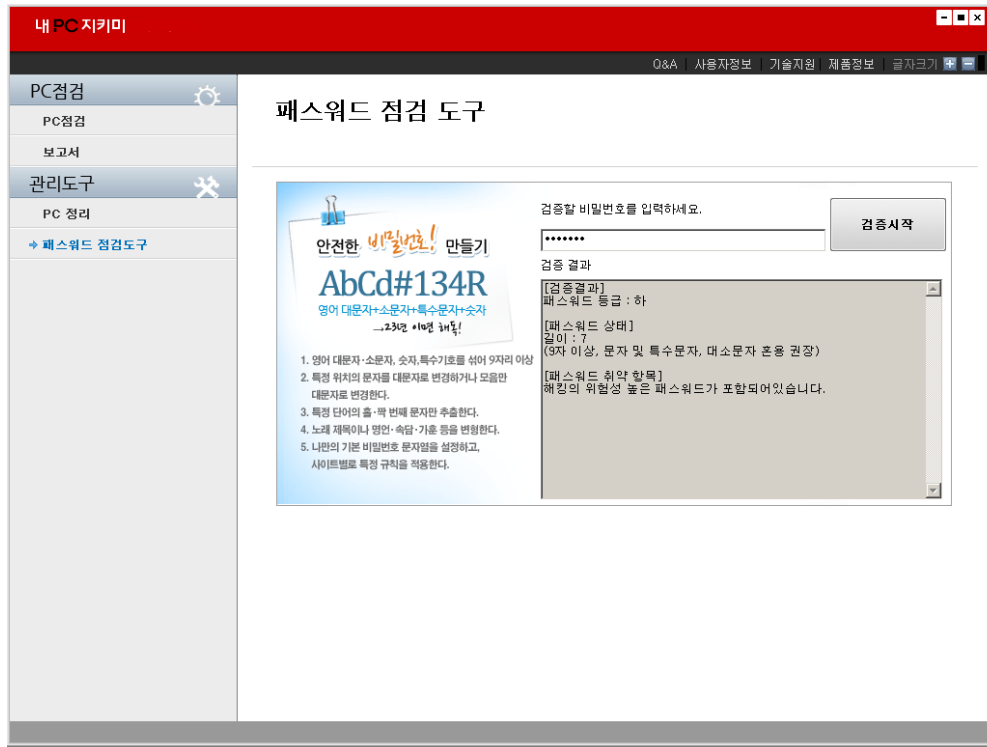 내 PC 지키미
Q&A 사용자정보 기술지원 제품정보 글자크기
PC점검
PC점검
보고서
관리도구
PC 정리
패스워드 점검도구
패스워드 점검 도구
안전한 비밀번호! 만들기
AbCd#134R
영어 대문자+소문자+특수문자+숫자
→23년 이면 해독!
1. 영어 대문자·소문자, 숫자,특수기호를 섞어 9자리 이상
2. 특정 위치의 문자를 대문자로 변경하거나 모음만
대문자로 변경한다.
3. 특정 단어의 홀·짝 번째 문자만 추출한다.
4. 노래 제목이나 명언·속담·가훈 등을 변형한다.
5. 나만의 기본 비밀번호 문자열을 설정하고,
사이트별로 특정 규칙을 적용한다.
검증할 비밀번호를 입력하세요.
•••••••
검증시작
검증 결과
[검증결과]
패스워드 등급 : 하
[패스워드 상태]
길이 : 7
(9자 이상, 문자 및 특수문자, 대소문자 혼용 권장)
[패스워드 취약 항목]
해킹의 위험성 높은 패스워드가 포함되어있습니다.